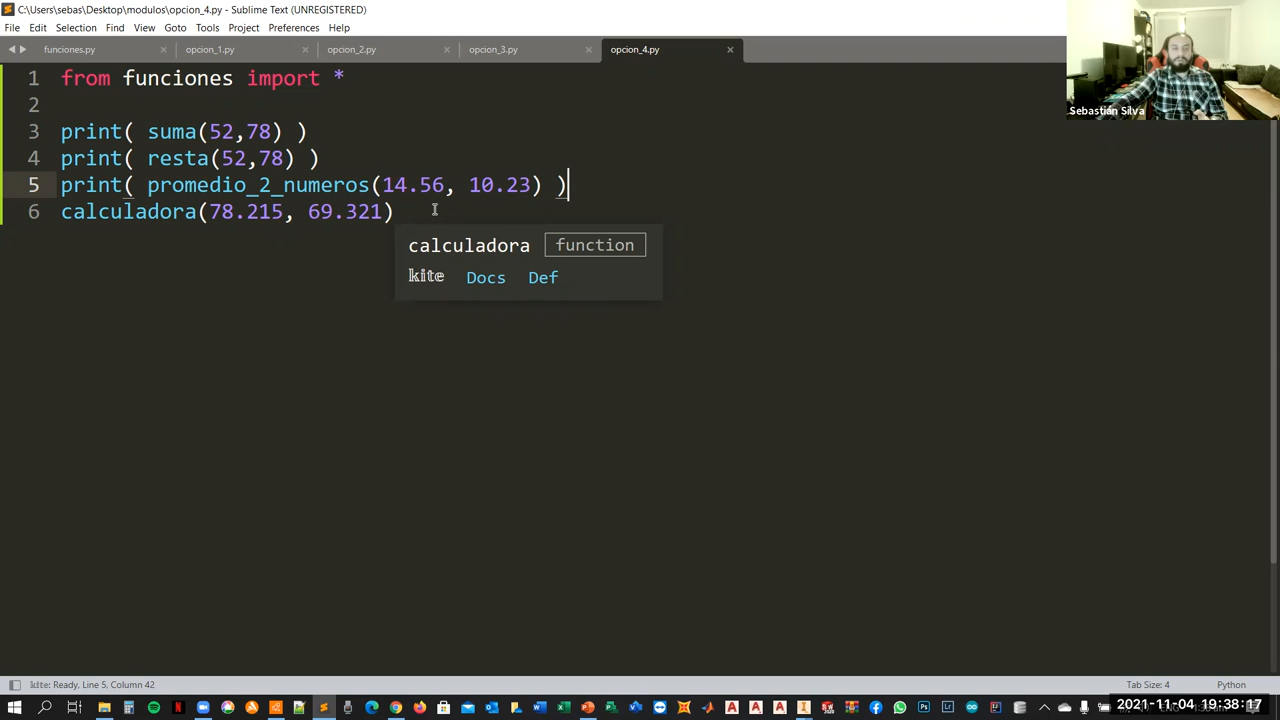 C:\Users\sebas\Desktop\modulos\opcion_4.py - Sublime Text (UNREGISTERED)
File Edit Selection Find View Goto Tools Project Preferences Help
funciones.py opcion_1.py opcion_2.py opcion_3.py opcion_4.py
Sebastián Silva
1 from funciones import *
2
3 print( suma(52,78) )
4 print( resta(52,78) )
5 print( promedio_2_numeros(14.56, 10.23) )
6 calculadora(78.215, 69.321)
calculadora function
kite Docs Def
kite: Ready, Line 5, Column 42 Tab Size: 4 Python
2021-11-04 19:38:17